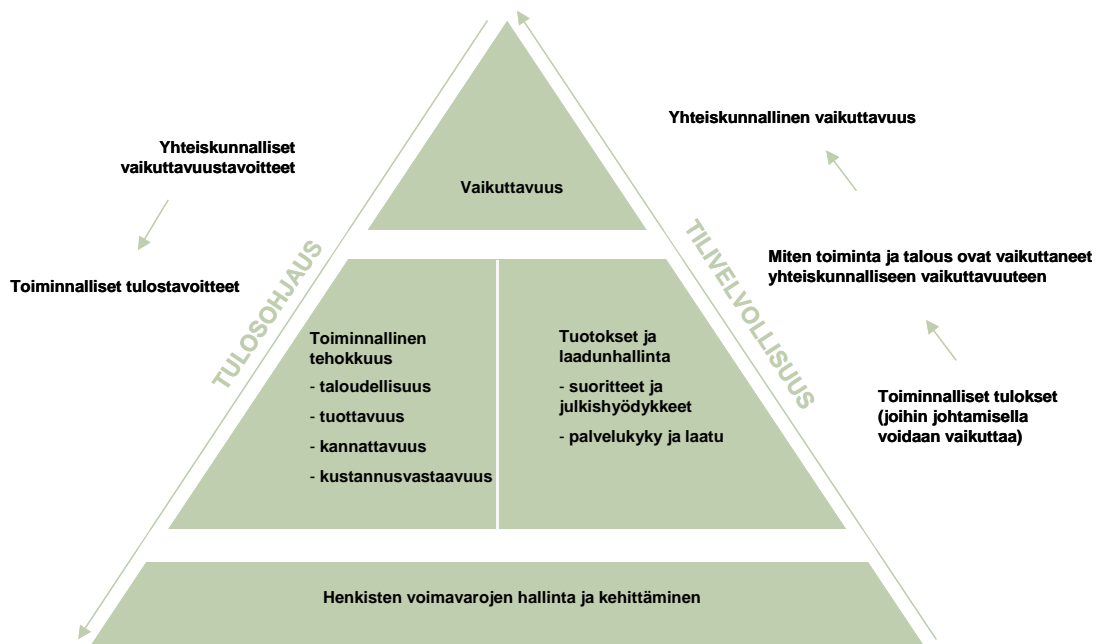 Yhteiskunnalliset
vaikuttavuustavoitteet
Toiminnalliset tulostavoitteet
TULOSOHJAUS
Vaikuttavuus
Toiminnallinen
tehokkuus
- taloudellisuus
- tuottavuus
- kannattavuus
- kustannusvastaavuus
Tuotokset ja
laadunhallinta
- suoritteet ja
julkishyödykkeet
- palvelukyky ja laatu
Henkisten voimavarojen hallinta ja kehittäminen
TILIVELVOLLISUUS
Yhteiskunnallinen vaikuttavuus
Miten toiminta ja talous ovat vaikuttaneet
yhteiskunnalliseen vaikuttavuuteen
Toiminnalliset tulokset
(joihin johtamisella
voidaan vaikuttaa)